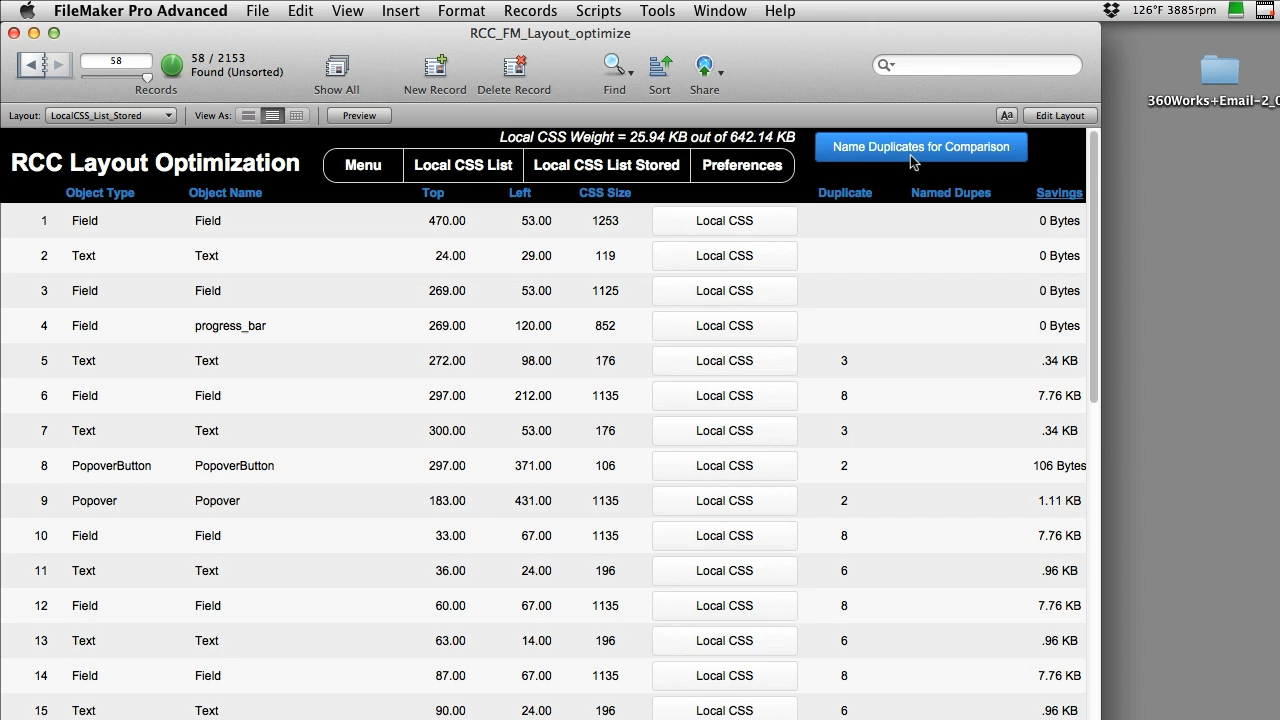 FileMaker Pro Advanced File Edit View Insert Format Records Scripts Tools Window Help 126°F 3885rpm
RCC_FM_Layout_optimize
58 58 / 2153
Found (Unsorted)
Records Show All New Record Delete Record Find Sort Share
Layout: LocalCSS_List_Stored View As: Preview Aa Edit Layout
360Works+Email-2_0
Local CSS Weight = 25.94 KB out of 642.14 KB Name Duplicates for Comparison
RCC Layout Optimization Menu Local CSS List Local CSS List Stored Preferences
Object Type Object Name Top Left CSS Size Duplicate Named Dupes Savings
1 Field Field 470.00 53.00 1253 Local CSS 0 Bytes
2 Text Text 24.00 29.00 119 Local CSS 0 Bytes
3 Field Field 269.00 53.00 1125 Local CSS 0 Bytes
4 Field progress_bar 269.00 120.00 852 Local CSS 0 Bytes
5 Text Text 272.00 98.00 176 Local CSS 3 .34 KB
6 Field Field 297.00 212.00 1135 Local CSS 8 7.76 KB
7 Text Text 300.00 53.00 176 Local CSS 3 .34 KB
8 PopoverButton PopoverButton 297.00 371.00 106 Local CSS 2 106 Bytes
9 Popover Popover 183.00 431.00 1135 Local CSS 2 1.11 KB
10 Field Field 33.00 67.00 1135 Local CSS 8 7.76 KB
11 Text Text 36.00 24.00 196 Local CSS 6 .96 KB
12 Field Field 60.00 67.00 1135 Local CSS 8 7.76 KB
13 Text Text 63.00 14.00 196 Local CSS 6 .96 KB
14 Field Field 87.00 67.00 1135 Local CSS 8 7.76 KB
15 Text Text 90.00 24.00 196 Local CSS 6 .96 KB